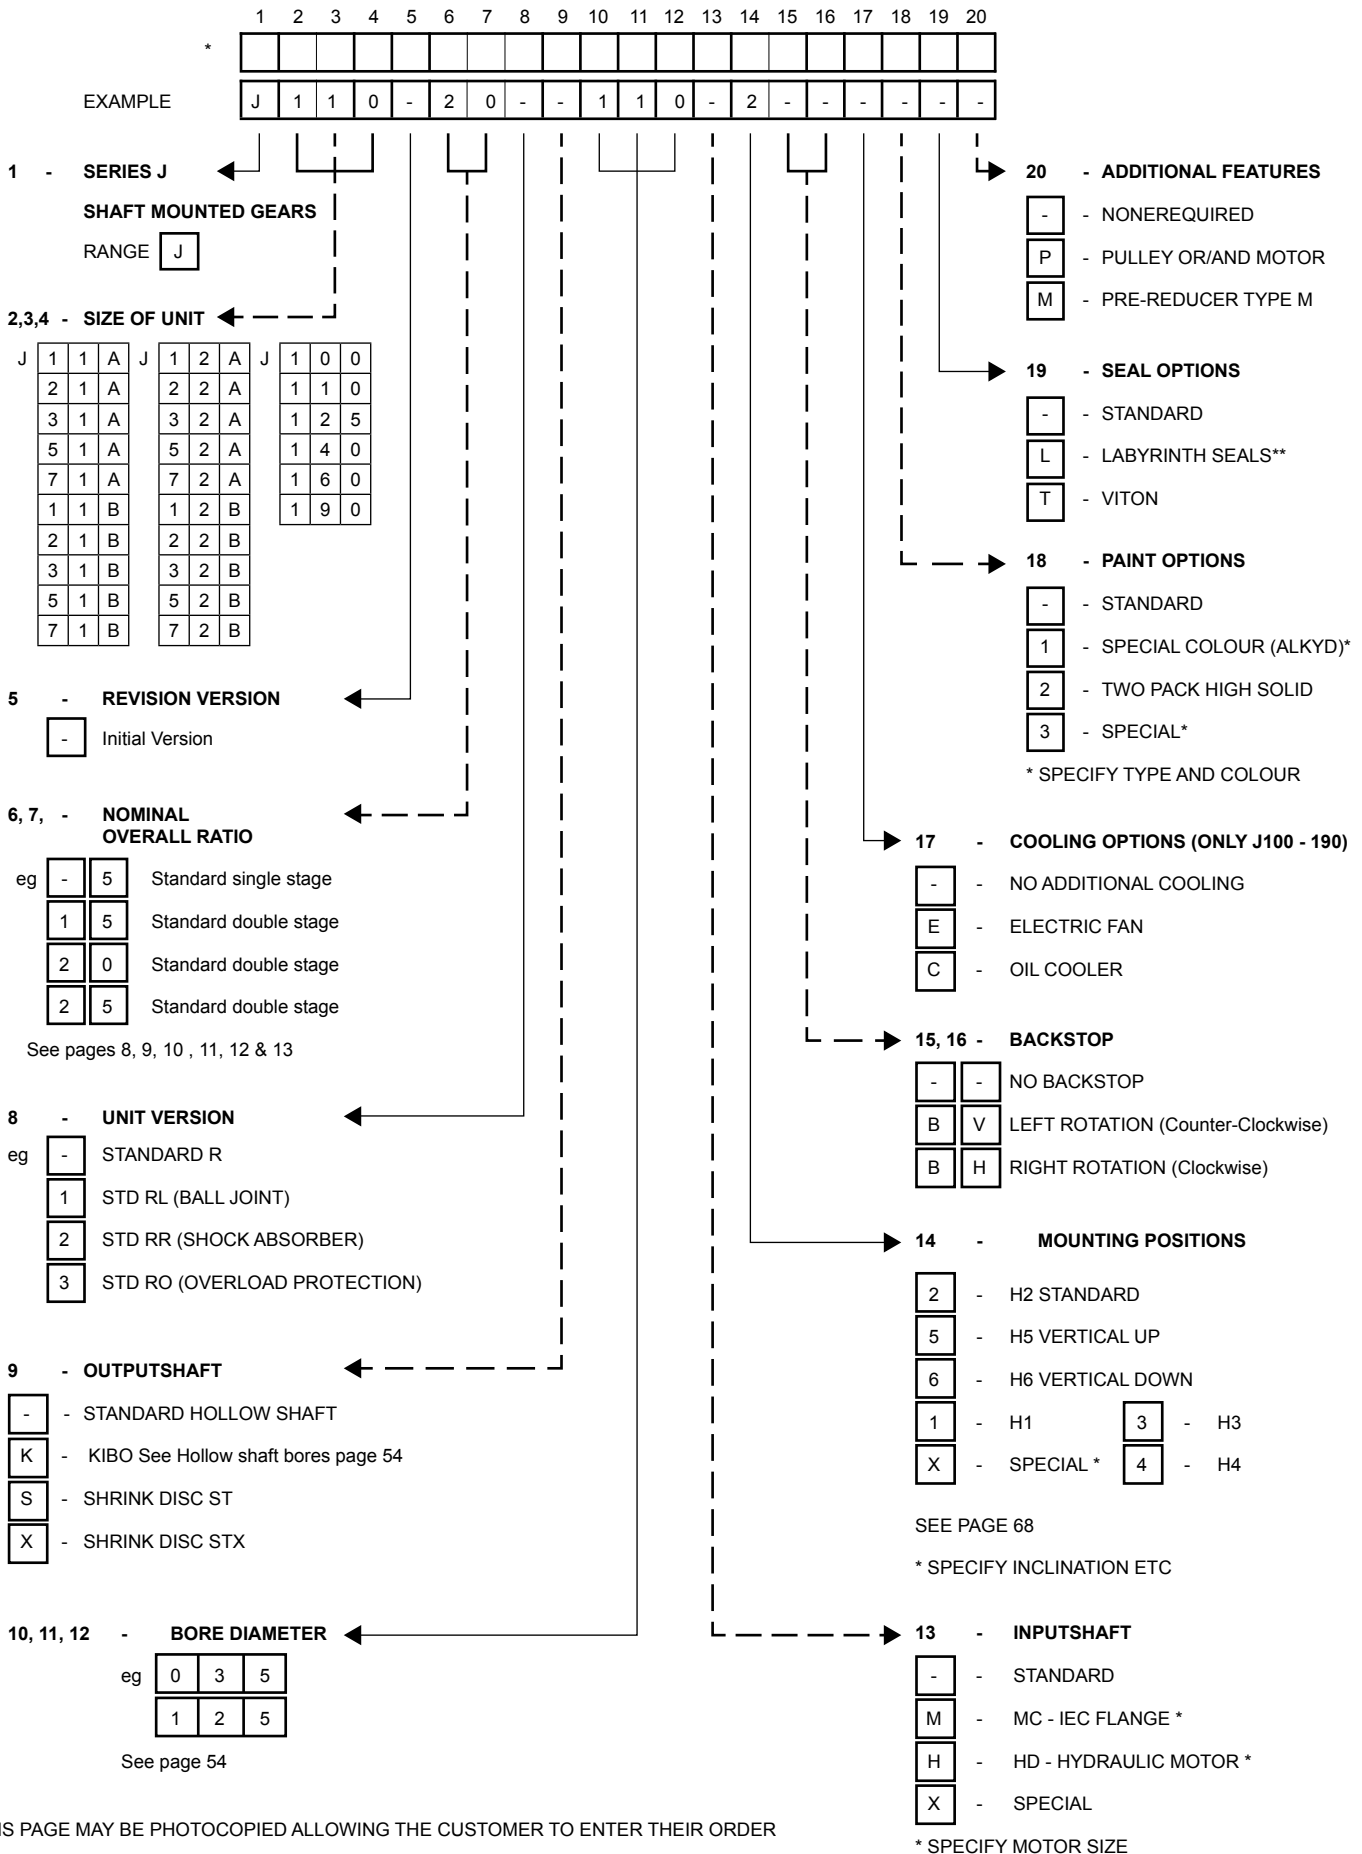 1 2 3 4 5 6 7 8 9 10 11 12 13 14 15 16 17 18 19 20
*
EXAMPLE J 1 1 0 - 2 0 - - 1 1 0 - 2 - - - - - -
1 - SERIES J
SHAFT MOUNTED GEARS
RANGE J
2,3,4 - SIZE OF UNIT
J 1 1 A J 1 2 A J 1 0 0
2 1 A 2 2 A 1 1 0
3 1 A 3 2 A 1 2 5
5 1 A 5 2 A 1 4 0
7 1 A 7 2 A 1 6 0
1 1 B 1 2 B 1 9 0
2 1 B 2 2 B
3 1 B 3 2 B
5 1 B 5 2 B
7 1 B 7 2 B
5 - REVISION VERSION
- Initial Version
6, 7, - NOMINAL
OVERALL RATIO
eg - 5 Standard single stage
1 5 Standard double stage
2 0 Standard double stage
2 5 Standard double stage
See pages 8, 9, 10 , 11, 12 & 13
8 - UNIT VERSION
eg - STANDARD R
1 STD RL (BALL JOINT)
2 STD RR (SHOCK ABSORBER)
3 STD RO (OVERLOAD PROTECTION)
9 - OUTPUTSHAFT
- - STANDARD HOLLOW SHAFT
K - KIBO See Hollow shaft bores page 54
S - SHRINK DISC ST
X - SHRINK DISC STX
10, 11, 12 - BORE DIAMETER
eg 0 3 5
1 2 5
See page 54
IS PAGE MAY BE PHOTOCOPIED ALLOWING THE CUSTOMER TO ENTER THEIR ORDER
20 - ADDITIONAL FEATURES
- - NONEREQUIRED
P - PULLEY OR/AND MOTOR
M - PRE-REDUCER TYPE M
19 - SEAL OPTIONS
- - STANDARD
L - LABYRINTH SEALS**
T - VITON
18 - PAINT OPTIONS
- - STANDARD
1 - SPECIAL COLOUR (ALKYD)*
2 - TWO PACK HIGH SOLID
3 - SPECIAL*
* SPECIFY TYPE AND COLOUR
17 - COOLING OPTIONS (ONLY J100 - 190)
- - NO ADDITIONAL COOLING
E - ELECTRIC FAN
C - OIL COOLER
15, 16 - BACKSTOP
- - NO BACKSTOP
B V LEFT ROTATION (Counter-Clockwise)
B H RIGHT ROTATION (Clockwise)
14 - MOUNTING POSITIONS
2 - H2 STANDARD
5 - H5 VERTICAL UP
6 - H6 VERTICAL DOWN
1 - H1 3 - H3
X - SPECIAL * 4 - H4
SEE PAGE 68
* SPECIFY INCLINATION ETC
13 - INPUTSHAFT
- - STANDARD
M - MC - IEC FLANGE *
H - HD - HYDRAULIC MOTOR *
X - SPECIAL
* SPECIFY MOTOR SIZE